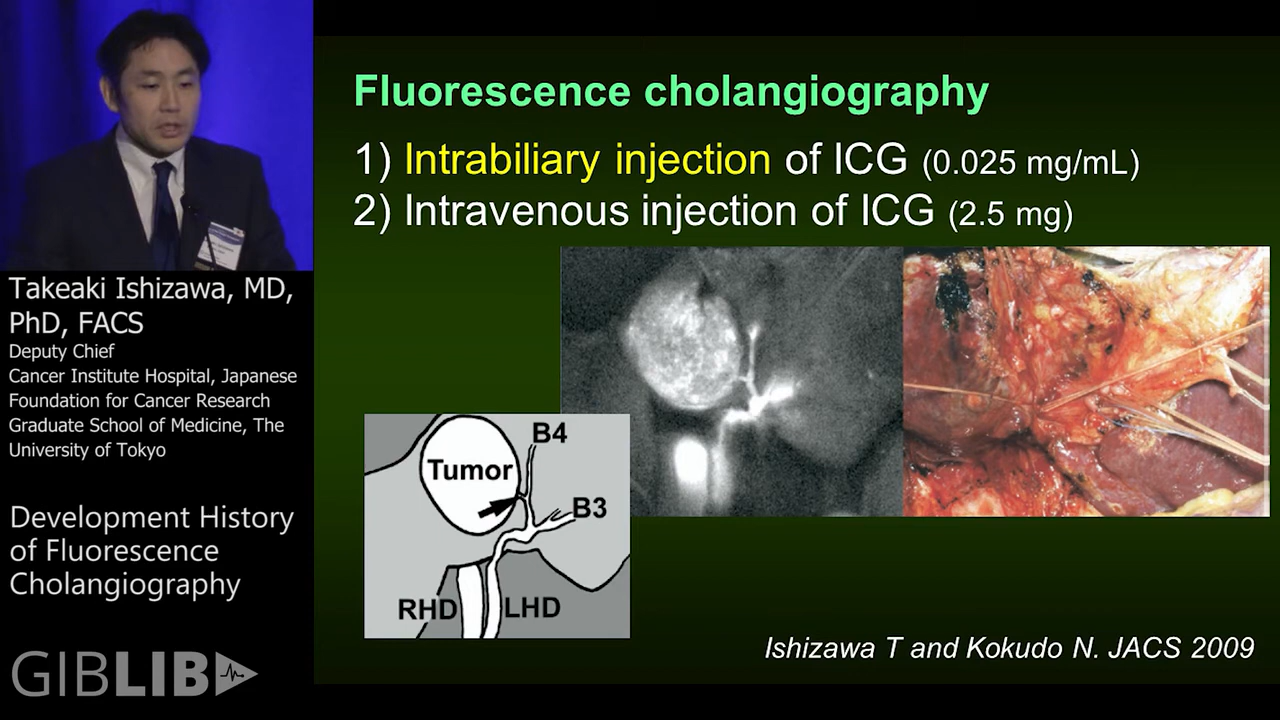 Fluorescence cholangiography
1) Intrabiliary injection of ICG (0.025 mg/mL)
2) Intravenous injection of ICG (2.5 mg)
Takeaki Ishizawa, MD,
PhD, FACS
Deputy Chief
Cancer Institute Hospital, Japanese
Foundation for Cancer Research
Graduate School of Medicine, The
University of Tokyo
Development History
of Fluorescence
Cholangiography
GIBLIB
B4
Tumor
B3
RHD
LHD
Ishizawa T and Kokudo N. JACS 2009